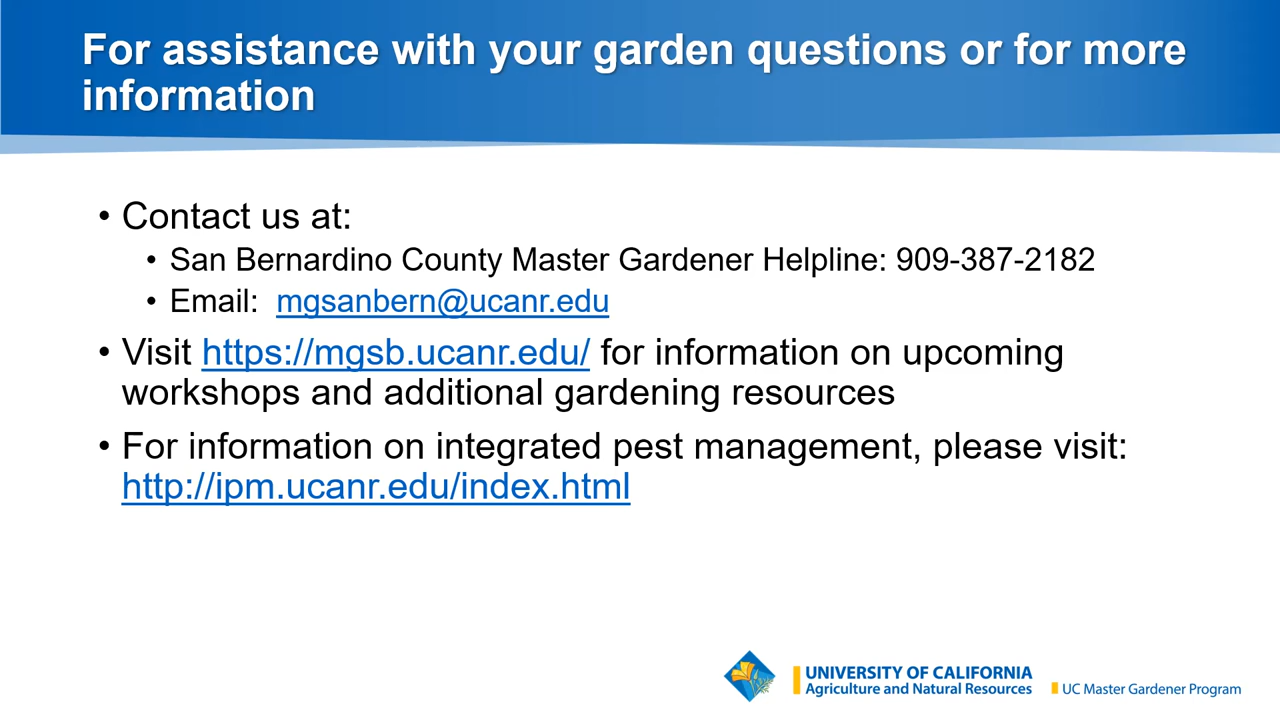 For assistance with your garden questions or for more
information
• Contact us at:
• San Bernardino County Master Gardener Helpline: 909-387-2182
• Email: mgsanbern@ucanr.edu
• Visit https://mgsb.ucanr.edu/ for information on upcoming
workshops and additional gardening resources
• For information on integrated pest management, please visit:
http://ipm.ucanr.edu/index.html
UNIVERSITY OF CALIFORNIA
Agriculture and Natural Resources
UC Master Gardener Program